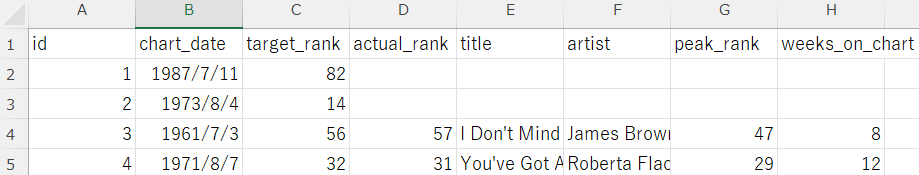 A B C D E F G H
1 id chart_date target_rank actual_rank title artist peak_rank weeks_on_chart
2 1 1987/7/11 82
3 2 1973/8/4 14
4 3 1961/7/3 56 57 I Don't Mind James Brown 47 8
5 4 1971/8/7 32 31 You've Got A Roberta Flac 29 12